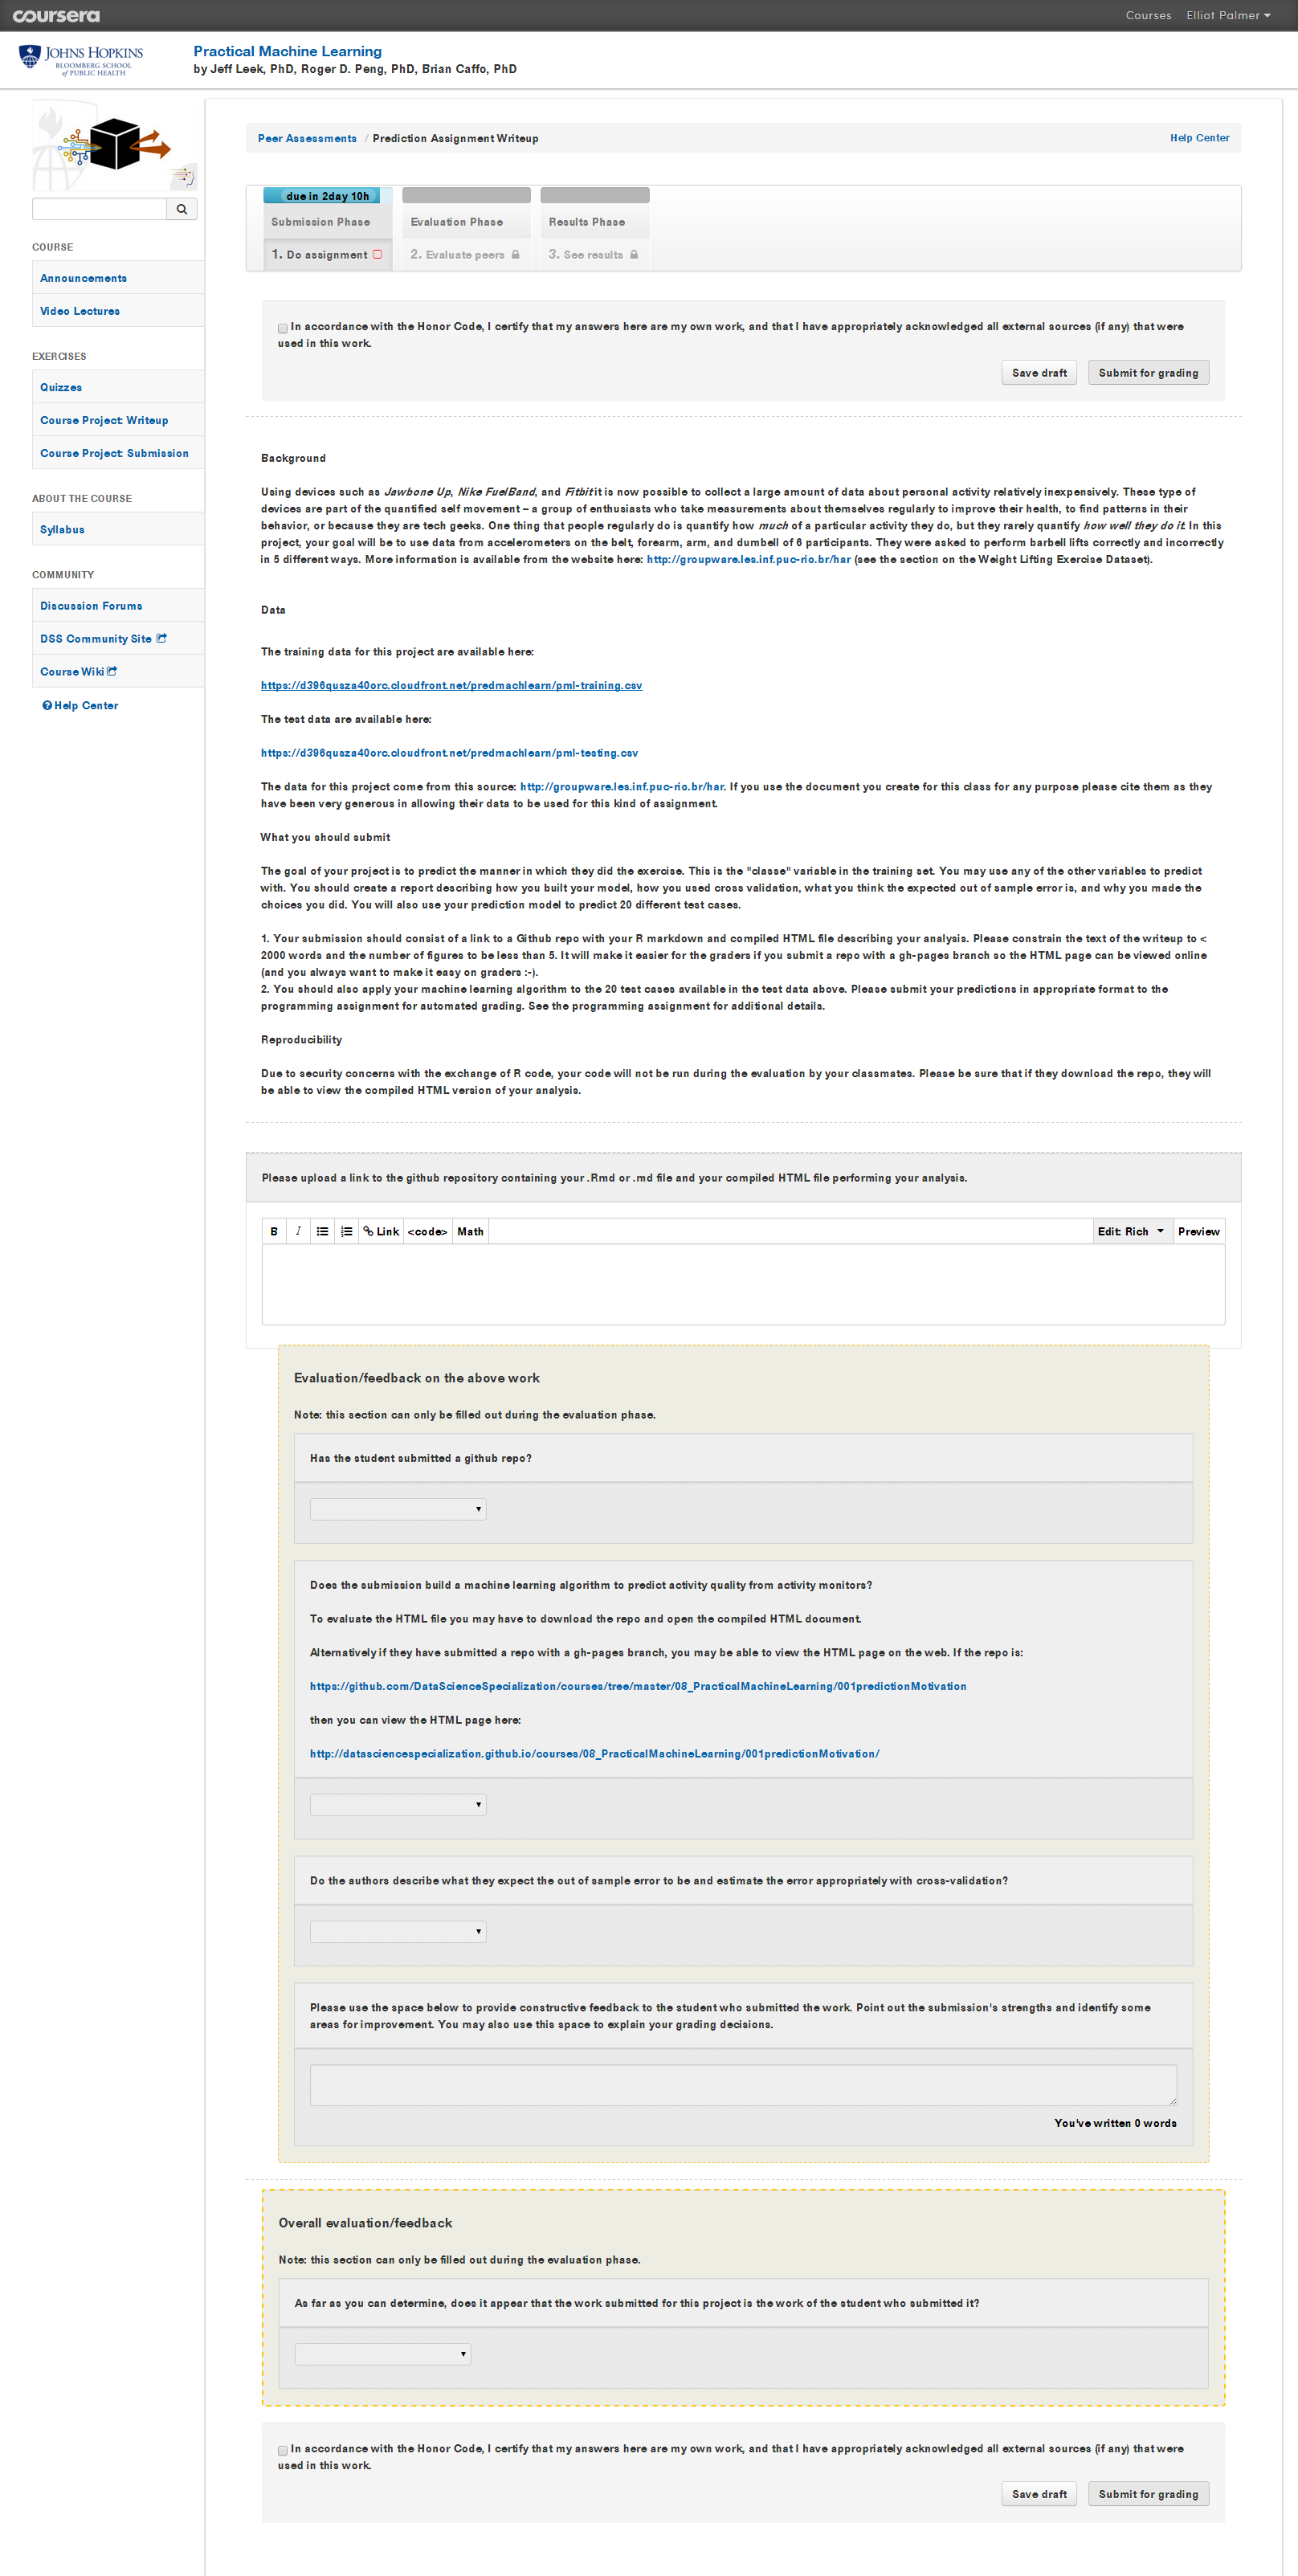 coursera
Courses Elliot Palmer
JOHNS HOPKINS
BLOOMBERG SCHOOL
of PUBLIC HEALTH
Practical Machine Learning
by Jeff Leek, PhD, Roger D. Peng, PhD, Brian Caffo, PhD
COURSE
Announcements
Video Lectures
EXERCISES
Quizzes
Course Project: Writeup
Course Project: Submission
ABOUT THE COURSE
Syllabus
COMMUNITY
Discussion Forums
DSS Community Site
Course Wiki
Help Center
Peer Assessments / Prediction Assignment Writeup
Help Center
due in 2day 10h
Submission Phase
1. Do assignment
Evaluation Phase
2. Evaluate peers
Results Phase
3. See results
In accordance with the Honor Code, I certify that my answers here are my own work, and that I have appropriately acknowledged all external sources (if any) that were
used in this work.
Save draft Submit for grading
Background
Using devices such as Jawbone Up, Nike FuelBand, and Fitbit it is now possible to collect a large amount of data about personal activity relatively inexpensively. These type of
devices are part of the quantified self movement – a group of enthusiasts who take measurements about themselves regularly to improve their health, to find patterns in their
behavior, or because they are tech geeks. One thing that people regularly do is quantify how much of a particular activity they do, but they rarely quantify how well they do it. In this
project, your goal will be to use data from accelerometers on the belt, forearm, arm, and dumbell of 6 participants. They were asked to perform barbell lifts correctly and incorrectly
in 5 different ways. More information is available from the website here: http://groupware.les.inf.puc-rio.br/har (see the section on the Weight Lifting Exercise Dataset).
Data
The training data for this project are available here:
https://d396qusza40orc.cloudfront.net/predmachlearn/pml-training.csv
The test data are available here:
https://d396qusza40orc.cloudfront.net/predmachlearn/pml-testing.csv
The data for this project come from this source: http://groupware.les.inf.puc-rio.br/har. If you use the document you create for this class for any purpose please cite them as they
have been very generous in allowing their data to be used for this kind of assignment.
What you should submit
The goal of your project is to predict the manner in which they did the exercise. This is the "classe" variable in the training set. You may use any of the other variables to predict
with. You should create a report describing how you built your model, how you used cross validation, what you think the expected out of sample error is, and why you made the
choices you did. You will also use your prediction model to predict 20 different test cases.
1. Your submission should consist of a link to a Github repo with your R markdown and compiled HTML file describing your analysis. Please constrain the text of the writeup to <
2000 words and the number of figures to be less than 5. It will make it easier for the graders if you submit a repo with a gh-pages branch so the HTML page can be viewed online
(and you always want to make it easy on graders :-).
2. You should also apply your machine learning algorithm to the 20 test cases available in the test data above. Please submit your predictions in appropriate format to the
programming assignment for automated grading. See the programming assignment for additional details.
Reproducibility
Due to security concerns with the exchange of R code, your code will not be run during the evaluation by your classmates. Please be sure that if they download the repo, they will
be able to view the compiled HTML version of your analysis.
Please upload a link to the github repository containing your .Rmd or .md file and your compiled HTML file performing your analysis.
B I Link <code> Math Edit: Rich Preview
Evaluation/feedback on the above work
Note: this section can only be filled out during the evaluation phase.
Has the student submitted a github repo?
Does the submission build a machine learning algorithm to predict activity quality from activity monitors?
To evaluate the HTML file you may have to download the repo and open the compiled HTML document.
Alternatively if they have submitted a repo with a gh-pages branch, you may be able to view the HTML page on the web. If the repo is:
https://github.com/DataScienceSpecialization/courses/tree/master/08_PracticalMachineLearning/001predictionMotivation
then you can view the HTML page here:
http://datasciencespecialization.github.io/courses/08_PracticalMachineLearning/001predictionMotivation/
Do the authors describe what they expect the out of sample error to be and estimate the error appropriately with cross-validation?
Please use the space below to provide constructive feedback to the student who submitted the work. Point out the submission's strengths and identify some
areas for improvement. You may also use this space to explain your grading decisions.
You've written 0 words
Overall evaluation/feedback
Note: this section can only be filled out during the evaluation phase.
As far as you can determine, does it appear that the work submitted for this project is the work of the student who submitted it?
In accordance with the Honor Code, I certify that my answers here are my own work, and that I have appropriately acknowledged all external sources (if any) that were
used in this work.
Save draft Submit for grading